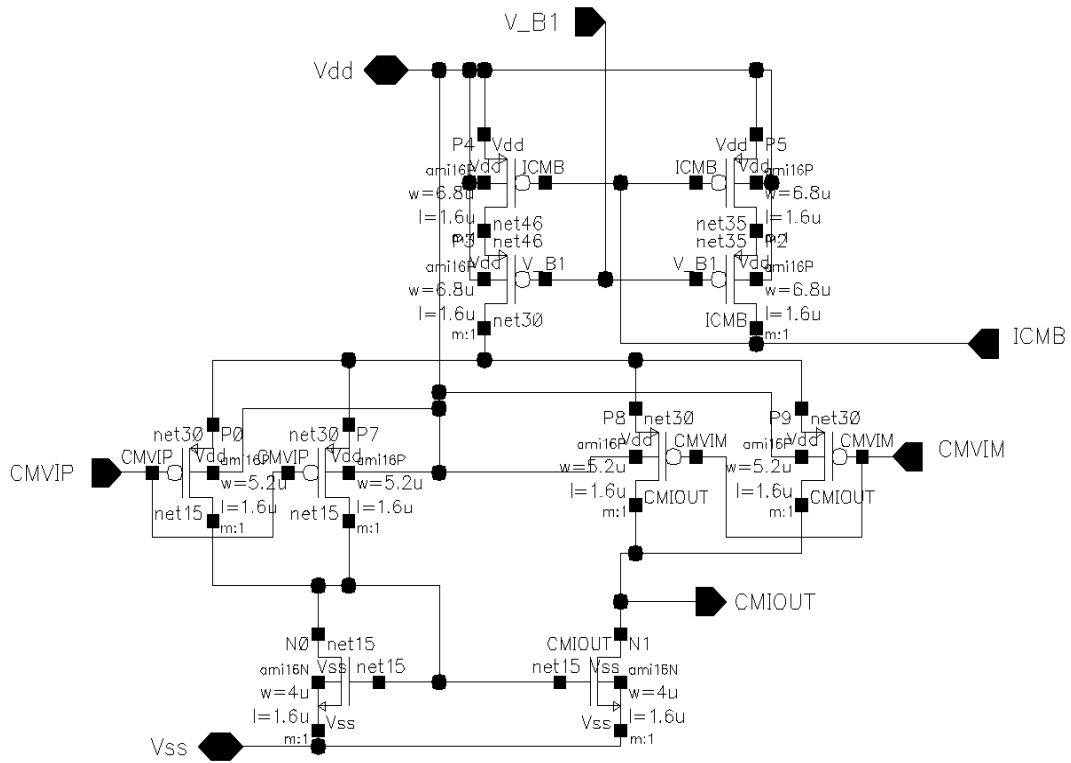 V_B1
Vdd
P4 Vdd
Vdd P5
ami16P Vdd ICMB
ICMB Vdd ami16P
w=6.8u
w=6.8u
l=1.6u
l=1.6u
net46
net35
m:1
P3 net46
net35 P2
ami16P Vdd V_B1
V_B1 Vdd ami16P
w=6.8u
w=6.8u
l=1.6u
l=1.6u
net30
m:1
ICMB
m:1
ICMB
net30 P0
net30 P7
P8 net30
P9 net30
CMVIP
CMVIP Vdd ami16P
CMVIP Vdd ami16P
ami16P Vdd CMVIM
ami16P Vdd CMVIM
CMVIM
w=5.2u
w=5.2u
w=5.2u
w=5.2u
l=1.6u
l=1.6u
l=1.6u
l=1.6u
net15
net15
CMIOUT
CMIOUT
m:1
m:1
m:1
m:1
CMIOUT
N0 net15
CMIOUT N1
ami16N Vss net15
net15 Vss ami16N
w=4u
w=4u
l=1.6u Vss
Vss l=1.6u
m:1
m:1
Vss